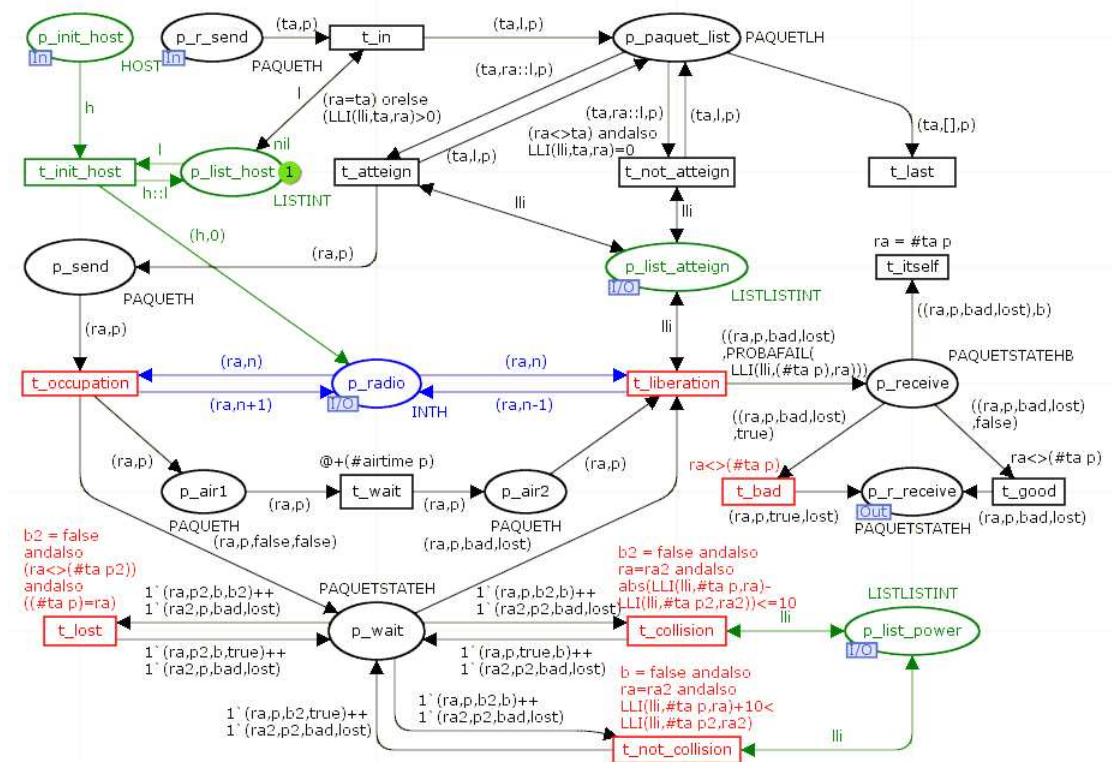 p_init_host
In
HOST
p_r_send
In
PAQUETH
(ta,p)
t_in
(ta,l,p)
p_paquet_list
PAQUETLH
h
l
(ra=ta) orelse
(LLI(lli,ta,ra)>0)
(ta,ra::l,p)
(ta,ra::l,p)
(ta,l,p)
(ra<>ta) andalso
LLI(lli,ta,ra)=0
(ta,[],p)
t_init_host
l
h::l
p_list_host
nil
1
LISTINT
t_atteign
(ta,l,p)
t_not_atteign
t_last
(h,0)
lli
lli
(ra,p)
p_send
PAQUETH
p_list_atteign
I/O
LISTLISTINT
ra = #ta p
t_itself
(ra,p)
lli
((ra,p,bad,lost)
,PROBAFAIL(
LLI(lli,(#ta p),ra)))
((ra,p,bad,lost),b)
PAQUETSTATEHB
t_occupation
(ra,n)
(ra,n+1)
p_radio
I/O
INTH
(ra,n)
(ra,n-1)
t_liberation
p_receive
((ra,p,bad,lost)
,true)
((ra,p,bad,lost)
,false)
(ra,p)
@+(#airtime p)
(ra,p)
ra<>(#ta p)
ra<>(#ta p)
p_air1
PAQUETH
(ra,p)
t_wait
(ra,p)
p_air2
PAQUETH
t_bad
(ra,p,true,lost)
p_r_receive
Out
PAQUETSTATEH
t_good
(ra,p,bad,lost)
(ra,p,false,false)
(ra,p,bad,lost)
b2 = false
andalso
(ra<>(#ta p2))
andalso
((#ta p)=ra)
PAQUETSTATEH
b2 = false andalso
ra=ra2 andalso
abs(LLI(lli,#ta p,ra)-
LLI(lli,#ta p2,ra2))<=10
1`(ra,p2,b,b2)++
1`(ra2,p,bad,lost)
1`(ra,p,b2,b)++
1`(ra2,p2,bad,lost)
LISTLISTINT
t_lost
p_wait
t_collision
lli
p_list_power
I/O
1`(ra,p2,b,true)++
1`(ra2,p,bad,lost)
1`(ra,p,true,b)++
1`(ra2,p2,bad,lost)
b = false andalso
ra=ra2 andalso
LLI(lli,#ta p,ra)+10<
LLI(lli,#ta p2,ra2)
1`(ra,p,b2,true)++
1`(ra2,p2,bad,lost)
1`(ra,p,b2,b)++
1`(ra2,p2,bad,lost)
t_not_collision
lli